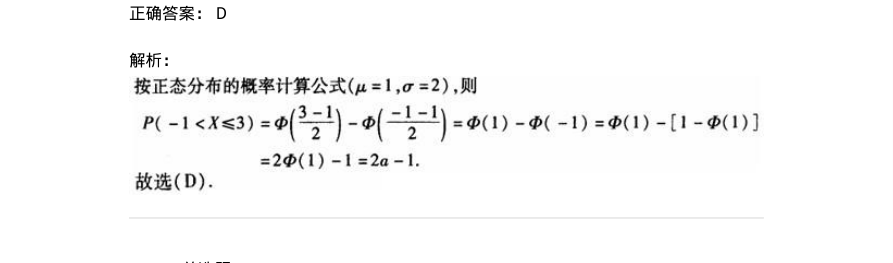 正确答案： D
解析：
按正态分布的概率计算公式(μ=1,σ=2),则
P(-1<X≤3)=Φ(\frac{3-1}{2})-Φ(\frac{-1-1}{2})=Φ(1)-Φ(-1)=Φ(1)-[1-Φ(1)]
=2Φ(1)-1=2a-1.
故选(D).